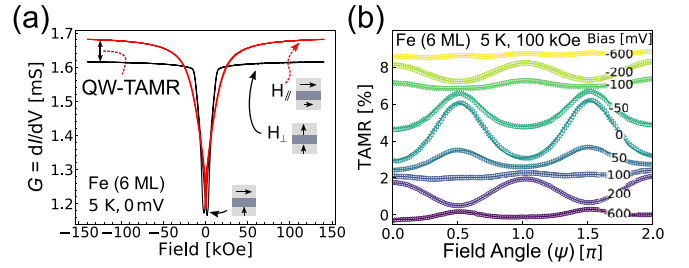 (a)
1.7
1.6
1.5
1.4
1.3
1.2
G = dI/dV [mS]
QW-TAMR
H//
H⊥
Fe (6 ML)
5 K, 0 mV
−150 −100 −50 0 50 100 150
Field [kOe]
(b)
Fe (6 ML) 5 K, 100 kOe Bias [mV]
-600
-200
-100
-50
0
50
100
200
600
10
8
6
4
2
0
TAMR [%]
0.0 0.5 1.0 1.5 2.0
Field Angle (ψ) [π]